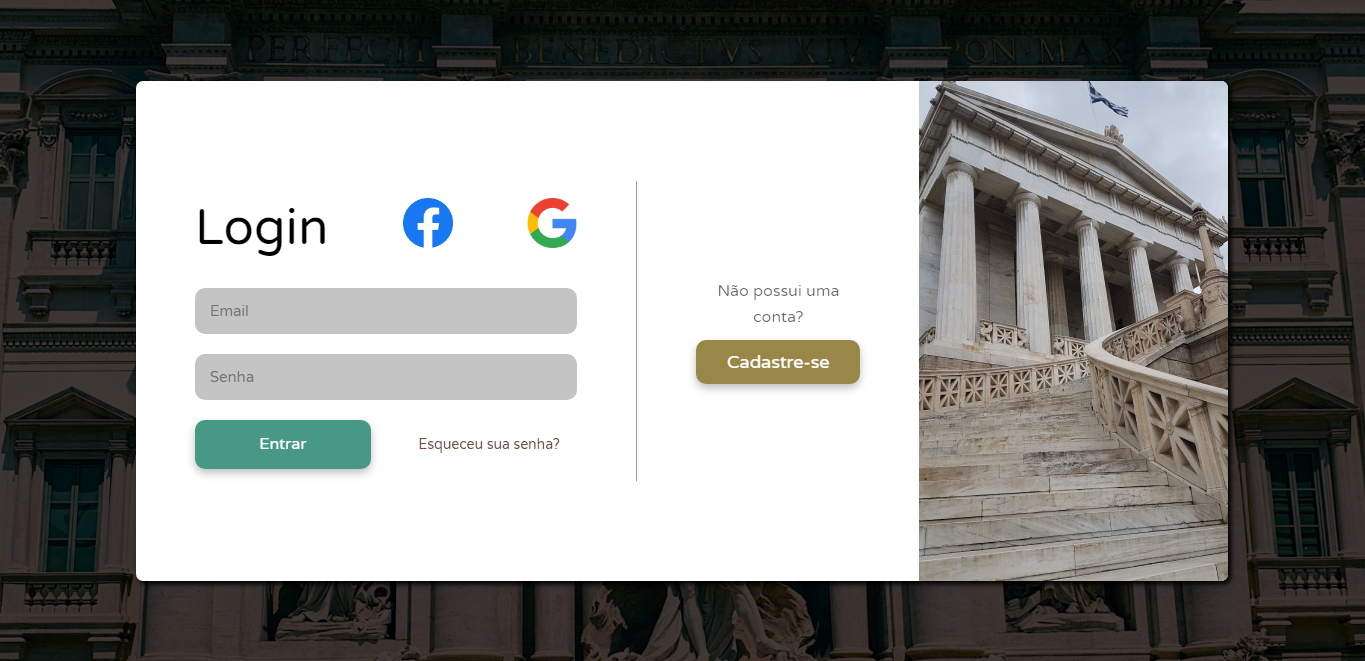 PERFECIT BENEDICTVS XIV PON MAX
Login
Email
Senha
Entrar
Esqueceu sua senha?
Não possui uma
conta?
Cadastre-se